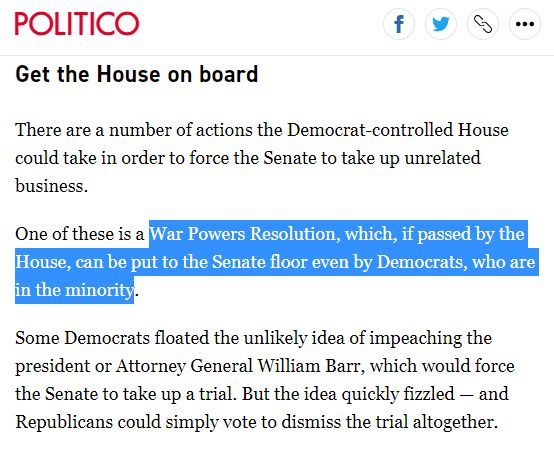 POLITICO
Get the House on board
There are a number of actions the Democrat-controlled House
could take in order to force the Senate to take up unrelated
business.
One of these is a War Powers Resolution, which, if passed by the
House, can be put to the Senate floor even by Democrats, who are
in the minority.
Some Democrats floated the unlikely idea of impeaching the
president or Attorney General William Barr, which would force
the Senate to take up a trial. But the idea quickly fizzled — and
Republicans could simply vote to dismiss the trial altogether.